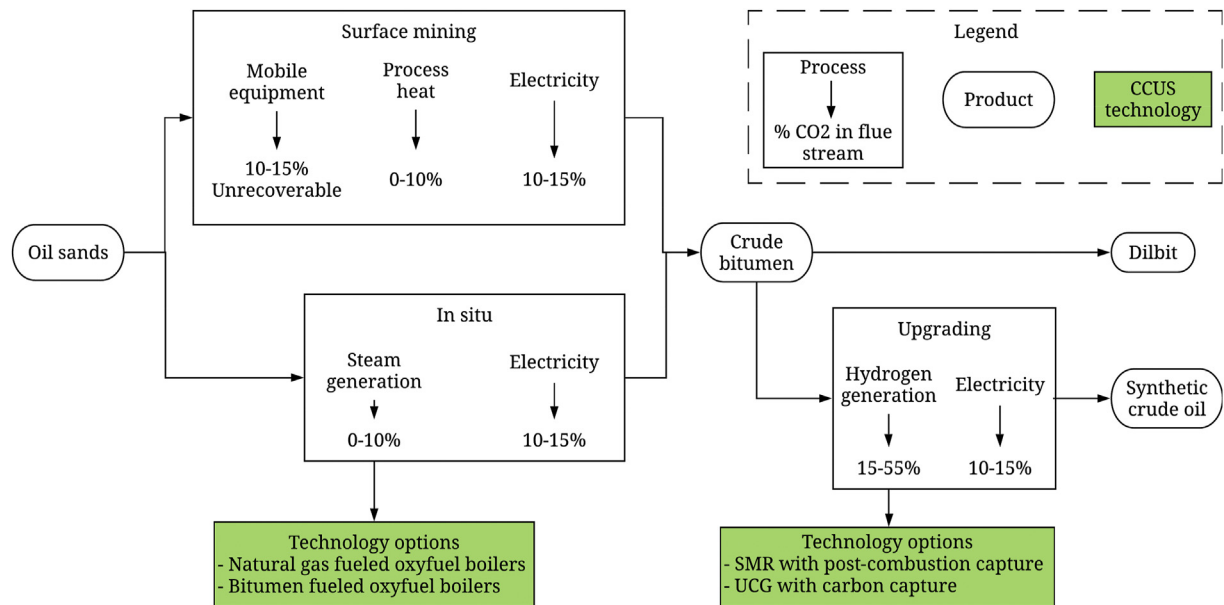 Surface mining
Mobile
equipment
10-15%
Unrecoverable
Process
heat
0-10%
Electricity
10-15%
Legend
Process
% CO2 in flue
stream
Product
CCUS
technology
Oil sands
Crude
bitumen
Dilbit
In situ
Steam
generation
0-10%
Electricity
10-15%
Upgrading
Hydrogen
generation
15-55%
Electricity
10-15%
Synthetic
crude oil
Technology options
- Natural gas fueled oxyfuel boilers
- Bitumen fueled oxyfuel boilers
Technology options
- SMR with post-combustion capture
- UCG with carbon capture